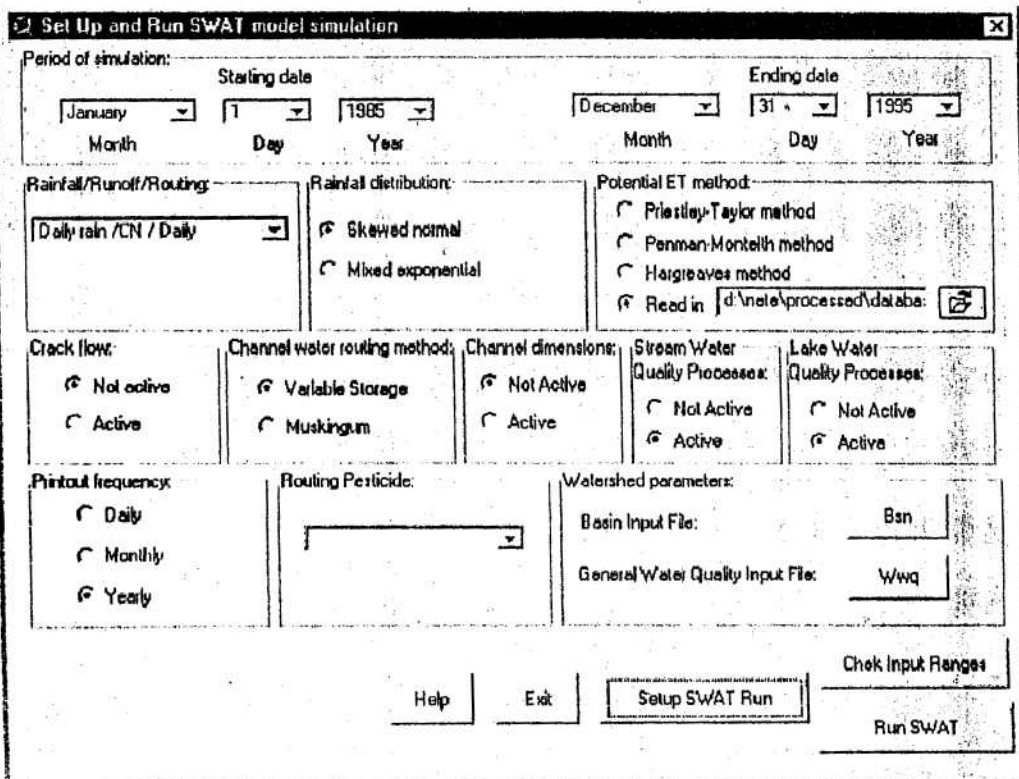 Set Up and Run SWAT model simulation
Period of simulation:
Starting date
Ending date
January 1 1985 December 31 1995
Month Day Year Month Day Year
Rainfall/Runoff/Routing:
Daily rain /CN / Daily
Rainfall distribution:
Skewed normal
Mixed exponential
Potential ET method:
Priestley-Taylor method
Penman-Monteith method
Hargreaves method
Read in d:\nele\processed\databa:
Crack flow:
Not active
Active
Channel water routing method:
Variable Storage
Muskingum
Channel dimensions:
Not Active
Active
Stream Water
Quality Processes:
Not Active
Active
Lake Water
Quality Processes:
Not Active
Active
Printout frequency:
Daily
Monthly
Yearly
Routing Pesticide:
Watershed parameters:
Basin Input File: Bsn
General Water Quality Input File: Wwq
Chek Input Ranges
Help Exit Setup SWAT Run
Run SWAT